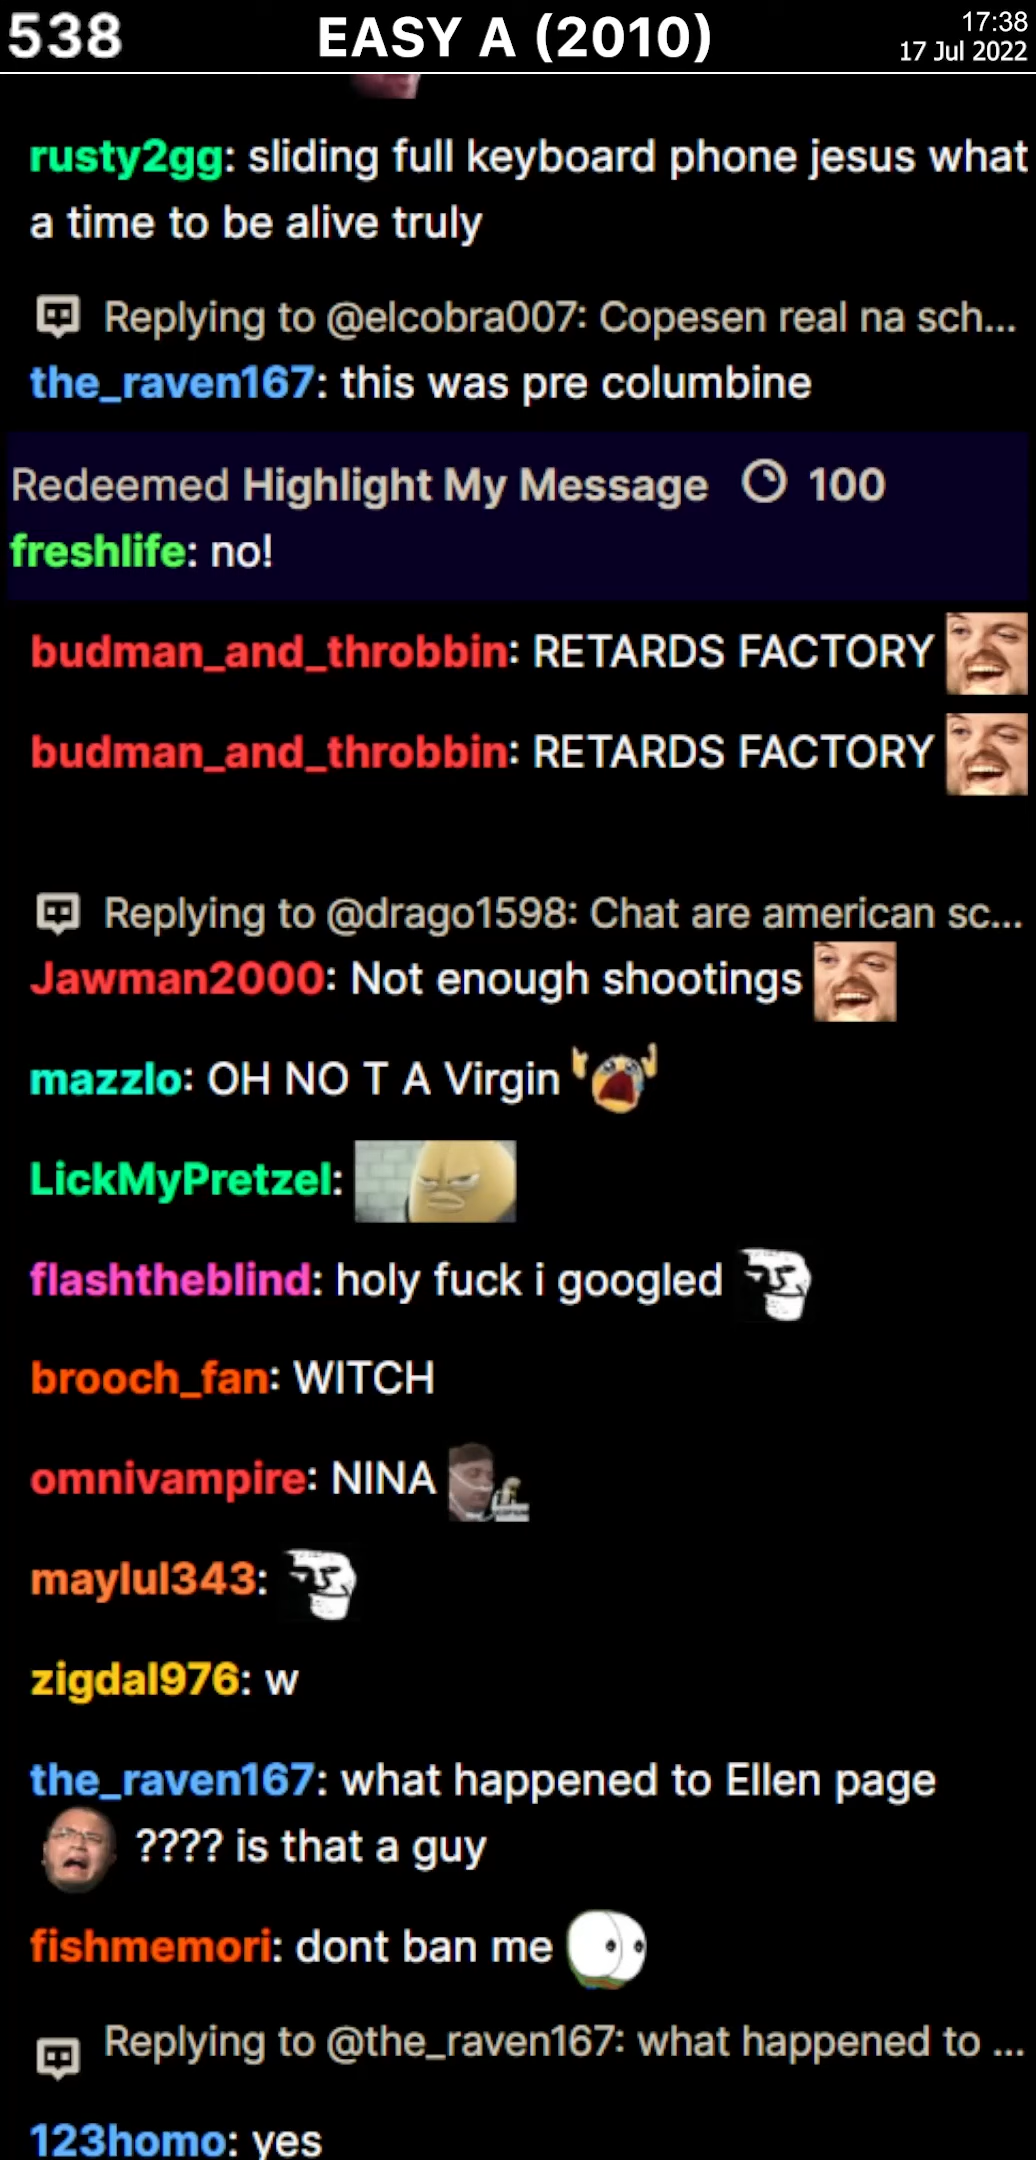 538
EASY A (2010)
17:38
17 Jul 2022
rusty2gg: sliding full keyboard phone jesus what
a time to be alive truly
Replying to @elcobra007: Copesen real na sch...
the_raven167: this was pre columbine
Redeemed Highlight My Message 100
freshlife: no!
budman_and_throbbin: RETARDS FACTORY
budman_and_throbbin: RETARDS FACTORY
Replying to @drago1598: Chat are american sc...
Jawman2000: Not enough shootings
mazzlo: OH NO T A Virgin
LickMyPretzel:
flashtheblind: holy fuck i googled
brooch_fan: WITCH
omnivampire: NINA
maylul343:
zigdal976: w
the_raven167: what happened to Ellen page
???? is that a guy
fishmemori: dont ban me
Replying to @the_raven167: what happened to ...
123homo: yes